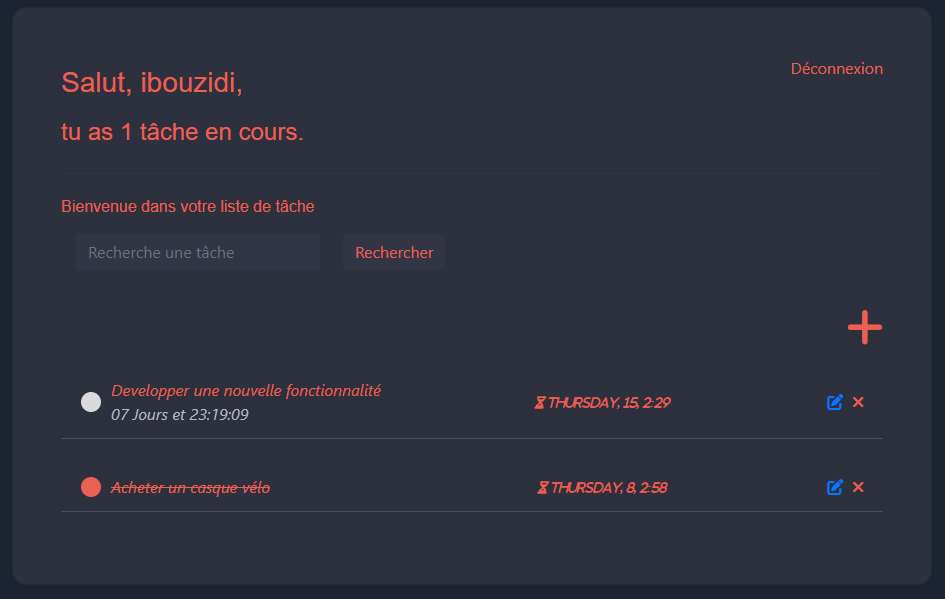 Salut, ibouzidi,
Déconnexion
tu as 1 tâche en cours.
Bienvenue dans votre liste de tâche
Recherche une tâche
Rechercher
Developper une nouvelle fonctionnalité
07 Jours et 23:19:09
THURSDAY, 15, 2:29
Acheter un casque vélo
THURSDAY, 8, 2:58